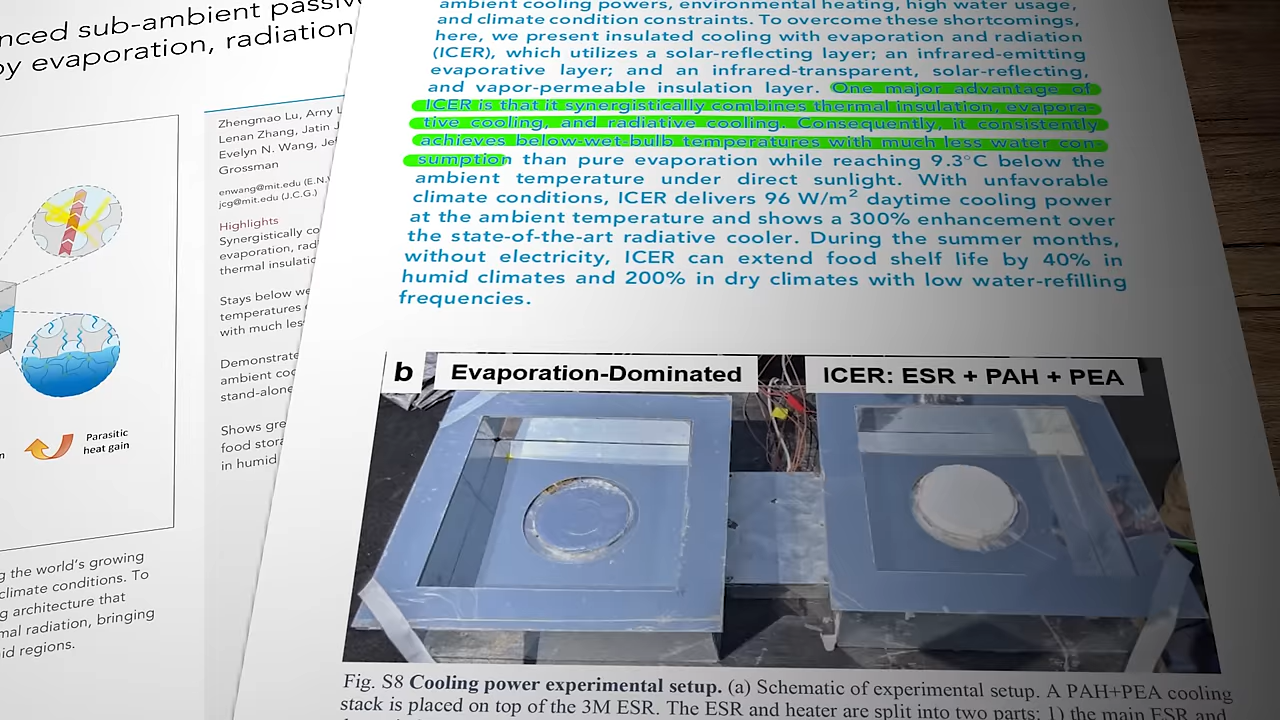 nced sub-ambient
by evaporation, radiation
Zhengmao Lu, Arny
Lenan Zhang, Jatin
Evelyn N. Wang,
Grossman
enwang@mit.edu (E.N.
jcg@mit.edu (J.C.G.)
Highlights
Synergistically
evaporation,
thermal
Stays below
temperatures
with much
Demonstrate
ambient
stand-alone
Shows
food
in humid
Parasitic
heat gain
g the world's growing
climate conditions. To
g architecture that
mal radiation, bringing
id regions.
ambient cooling powers, environmental heating, high water usage,
and climate condition constraints. To overcome these shortcomings,
here, we present insulated cooling with evaporation and radiation
(ICER), which utilizes a solar-reflecting layer; an infrared-emitting
evaporative layer; and an infrared-transparent, solar-reflecting,
and vapor-permeable insulation layer. One major advantage of
ICER is that it synergistically combines thermal insulation, evapora-
tive cooling, and radiative cooling. Consequently, it consistently
achieves below-wet-bulb temperatures with much less water con-
sumption than pure evaporation while reaching 9.3°C below the
ambient temperature under direct sunlight. With unfavorable
climate conditions, ICER delivers 96 W/m² daytime cooling power
at the ambient temperature and shows a 300% enhancement over
the state-of-the-art radiative cooler. During the summer months,
without electricity, ICER can extend food shelf life by 40% in
humid climates and 200% in dry climates with low water-refilling
frequencies.
b Evaporation-Dominated
ICER: ESR + PAH + PEA
Fig. S8 Cooling power experimental setup. (a) Schematic of experimental setup. A PAH+PEA cooling
stack is placed on top of the 3M ESR. The ESR and heater are split into two parts: 1) the main ESR and